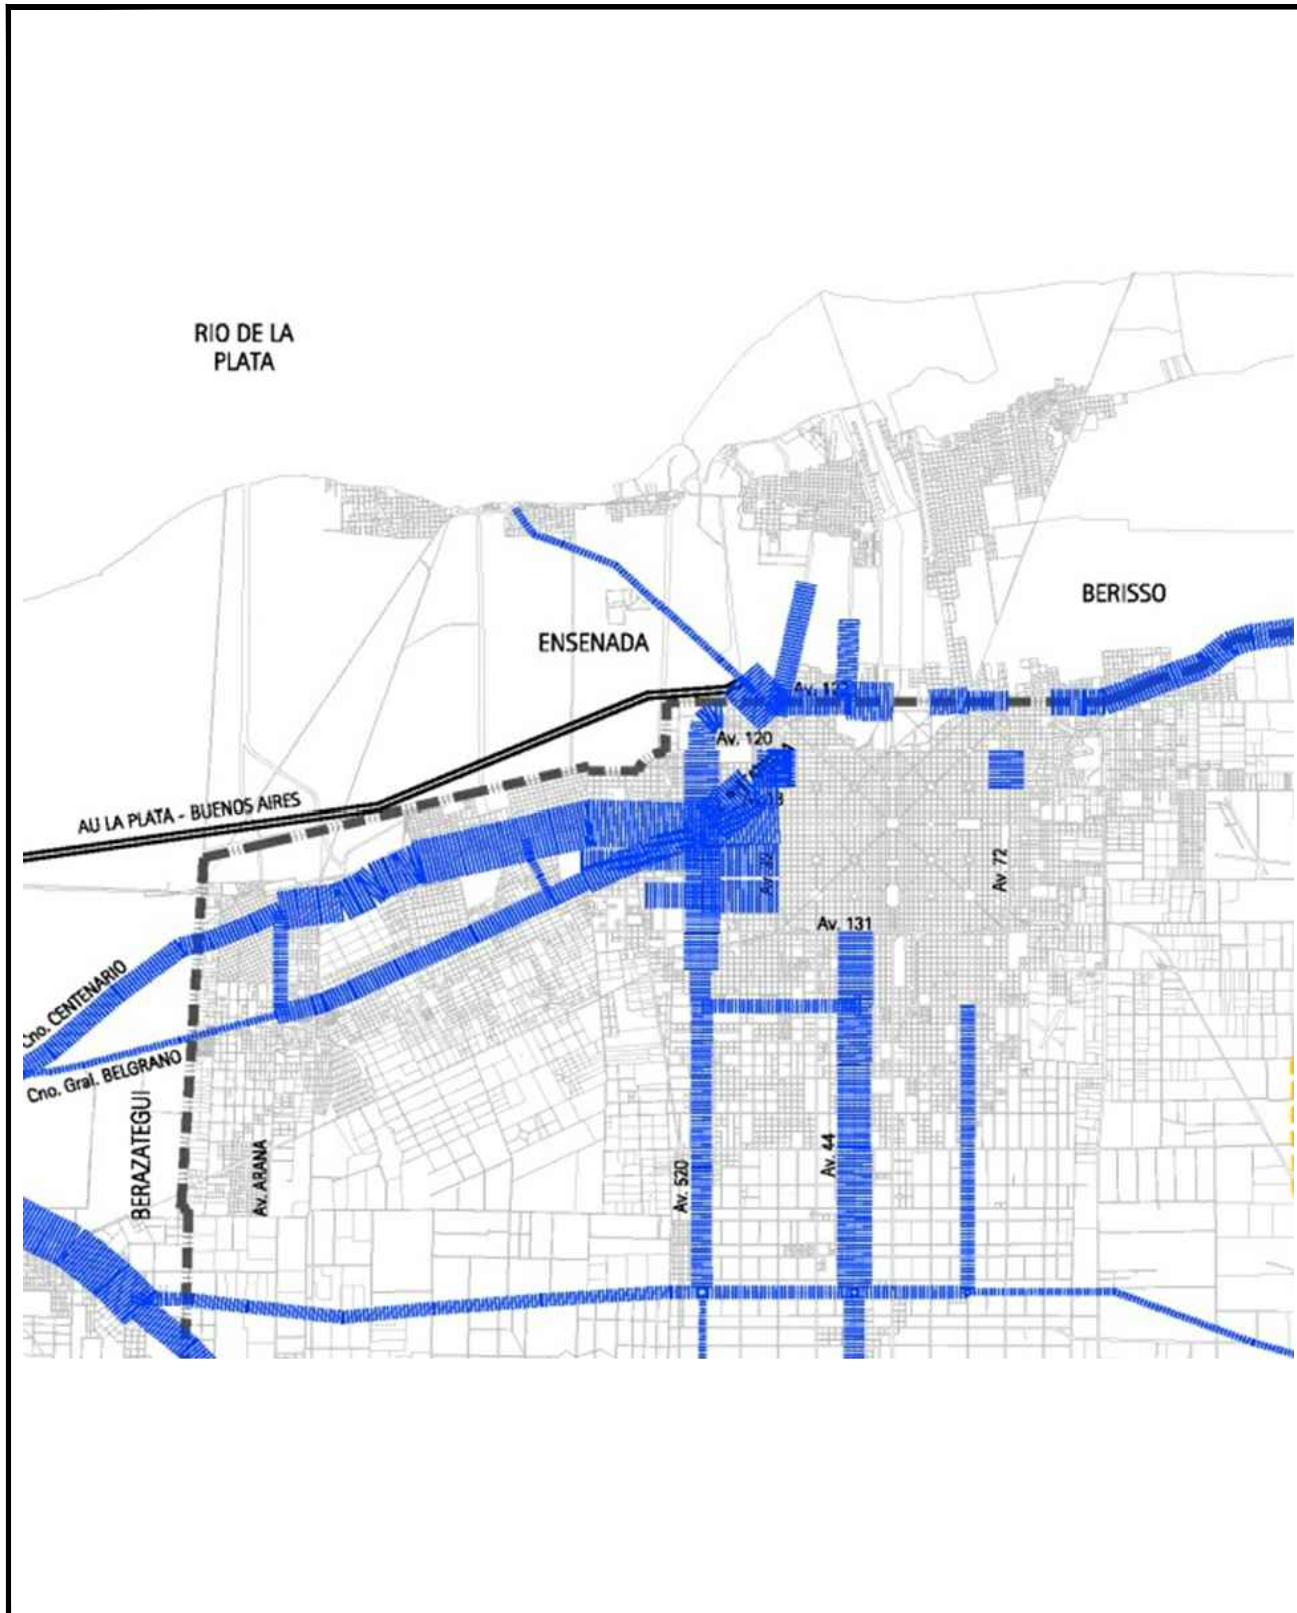 RIO DE LA
PLATA
BERISSO
ENSENADA
Av. 120
AU LA PLATA - BUENOS AIRES
Av. 72
Av. 131
Cno. CENTENARIO
Cno. Gral. BELGRANO
BERAZATEGUI
Av. ARANA
Av. 520
Av. 44